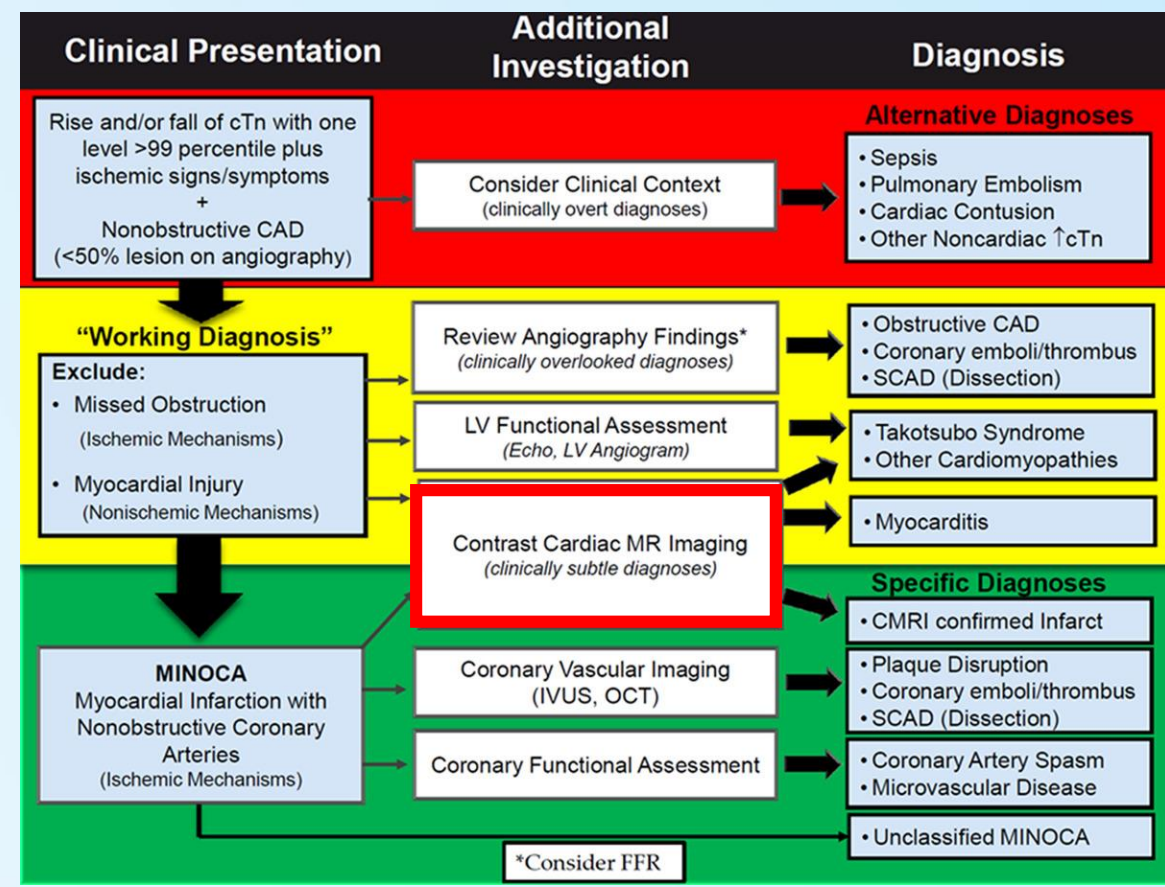 Clinical Presentation
Additional
Investigation
Diagnosis
Rise and/or fall of cTn with one
level >99 percentile plus
ischemic signs/symptoms
+
Nonobstructive CAD
(<50% lesion on angiography)
Consider Clinical Context
(clinically overt diagnoses)
Alternative Diagnoses
• Sepsis
• Pulmonary Embolism
• Cardiac Contusion
• Other Noncardiac ↑cTn
“Working Diagnosis”
Exclude:
• Missed Obstruction
(Ischemic Mechanisms)
• Myocardial Injury
(Nonischemic Mechanisms)
Review Angiography Findings*
(clinically overlooked diagnoses)
• Obstructive CAD
• Coronary emboli/thrombus
• SCAD (Dissection)
LV Functional Assessment
(Echo, LV Angiogram)
• Takotsubo Syndrome
• Other Cardiomyopathies
Contrast Cardiac MR Imaging
(clinically subtle diagnoses)
• Myocarditis
Specific Diagnoses
• CMRI confirmed Infarct
MINOCA
Myocardial Infarction with
Nonobstructive Coronary
Arteries
(Ischemic Mechanisms)
Coronary Vascular Imaging
(IVUS, OCT)
• Plaque Disruption
• Coronary emboli/thrombus
• SCAD (Dissection)
Coronary Functional Assessment
• Coronary Artery Spasm
• Microvascular Disease
• Unclassified MINOCA
*Consider FFR